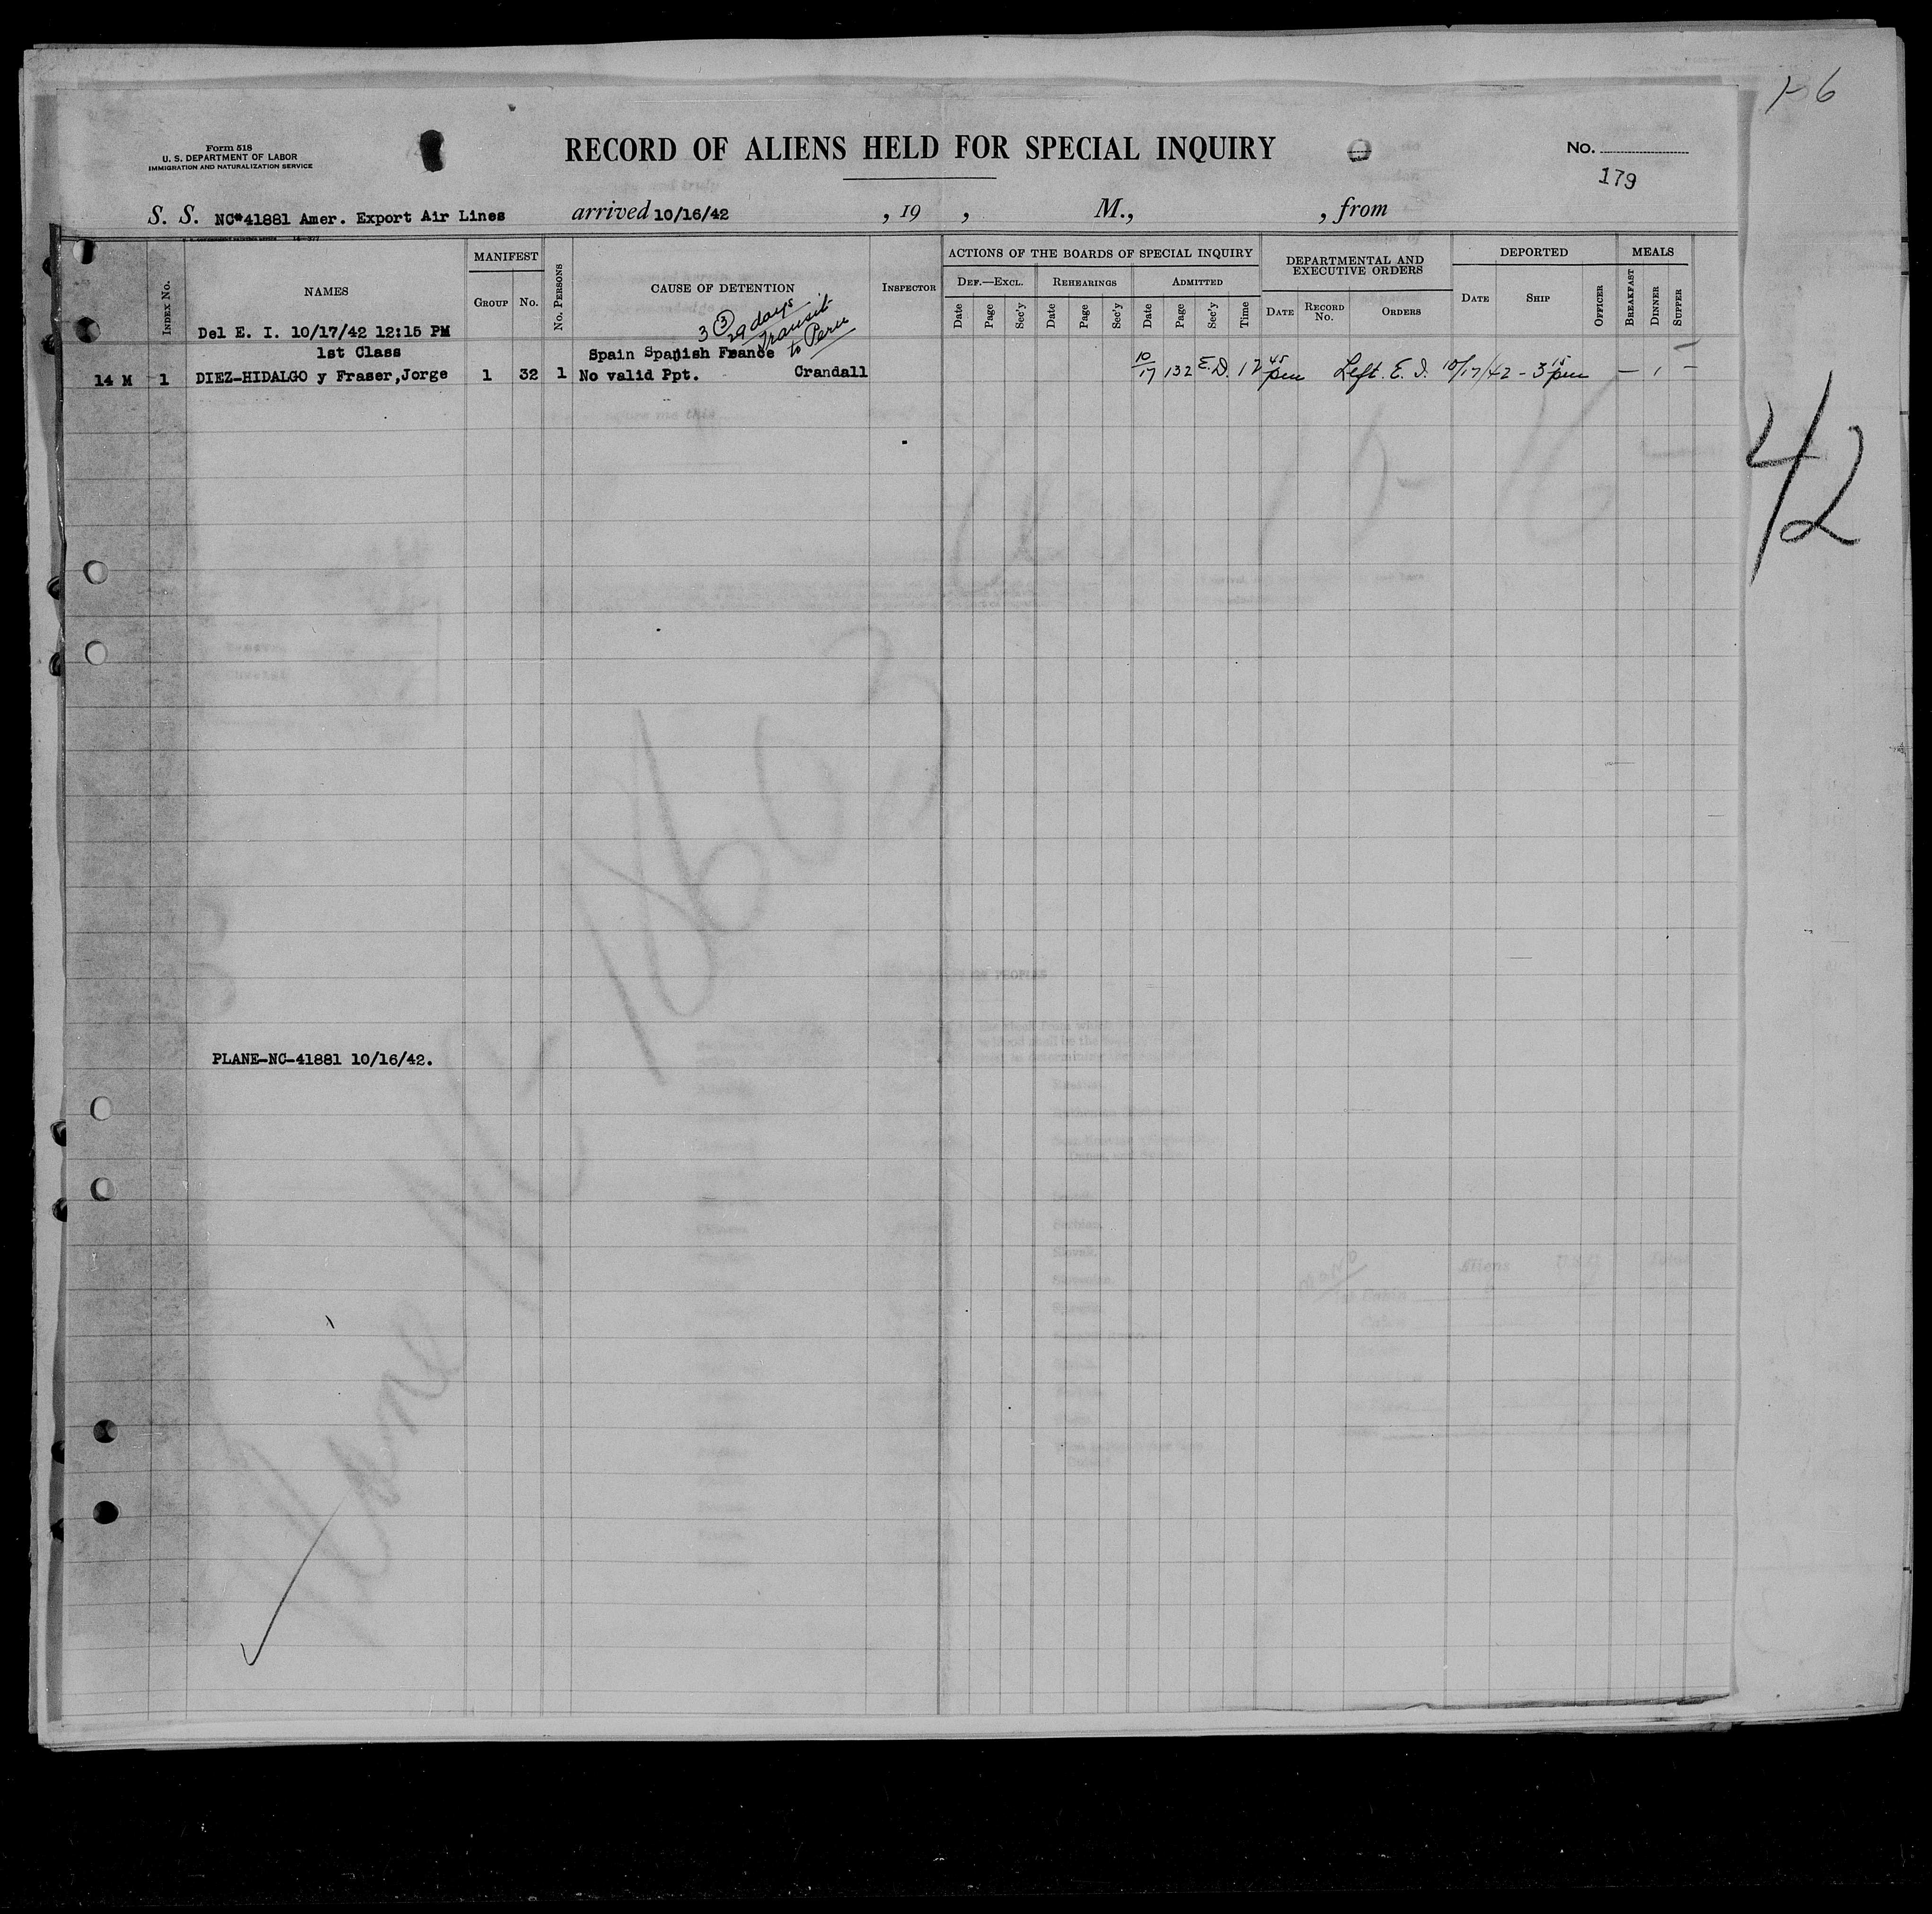 1-6
Form 518
U. S. DEPARTMENT OF LABOR
IMMIGRATION AND NATURALIZATION SERVICE
RECORD OF ALIENS HELD FOR SPECIAL INQUIRY
No.
179
S. S. NC*41881 Amer. Export Air Lines arrived 10/16/42 , 19 , M., , from
INDEX No.
NAMES
MANIFEST
GROUP No.
No. PERSONS
CAUSE OF DETENTION
INSPECTOR
ACTIONS OF THE BOARDS OF SPECIAL INQUIRY
DEF.—EXCL. REHEARINGS ADMITTED
Date Page Sec'y Date Page Sec'y Date Page Sec'y Time
DEPARTMENTAL AND
EXECUTIVE ORDERS
DATE RECORD No. ORDERS
DEPORTED
DATE SHIP OFFICER
MEALS
BREAKFAST DINNER SUPPER
3 (3) 29 days
Transit
to Peru
Del E. I. 10/17/42 12:15 PM
1st Class Spain Spanish France
14 M 1 DIEZ-HIDALGO y Fraser,Jorge 1 32 1 No valid Ppt. Crandall 10/17 132 E.D. 12 45 pm Left. E. I. 10/17/42 - 3 15 pm — 1 —
42
PLANE-NC-41881 10/16/42.